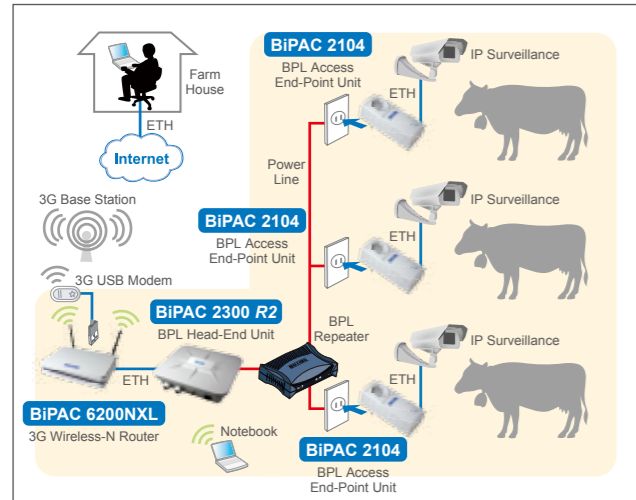 BiPAC 2104
BPL Access
End-Point Unit
IP Surveillance
ETH
Farm
House
ETH
Internet
Power
Line
3G Base Station
BiPAC 2104
BPL Access
End-Point Unit
IP Surveillance
ETH
3G USB Modem
BiPAC 2300 R2
BPL Head-End Unit
BPL
Repeater
IP Surveillance
ETH
ETH
BiPAC 6200NXL
3G Wireless-N Router
Notebook
BiPAC 2104
BPL Access
End-Point Unit